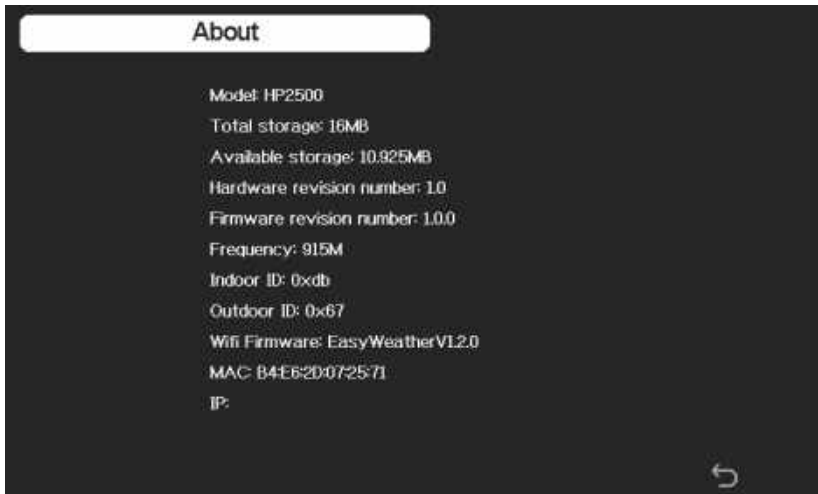 About
Model: HP2500
Total storage: 16MB
Available storage: 10.925MB
Hardware revision number: 1.0
Firmware revision number: 1.0.0
Frequency: 915M
Indoor ID: 0xdb
Outdoor ID: 0x67
Wifi Firmware: EasyWeatherV1.2.0
MAC: B4:E6:2D:07:25:71
IP: